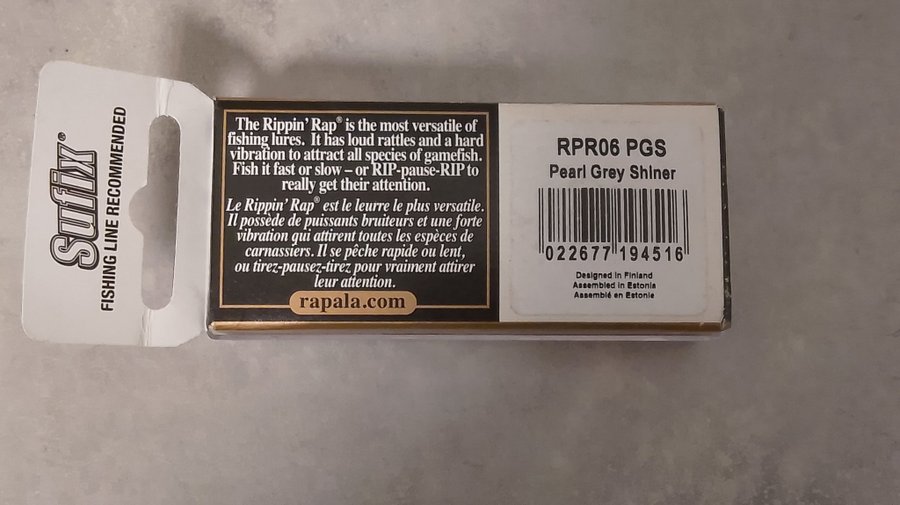 Sufix®
FISHING LINE RECOMMENDED
The Rippin' Rap® is the most versatile of
fishing lures. It has loud rattles and a hard
vibration to attract all species of gamefish.
Fish it fast or slow – or RIP-pause-RIP to
really get their attention.
Le Rippin' Rap® est le leurre le plus versatile.
Il possède de puissants bruiteurs et une forte
vibration qui attirent toutes les espèces de
carnassiers. Il se pêche rapide ou lent,
ou tirez-pausez-tirez pour vraiment attirer
leur attention.
rapala.com
RPR06 PGS
Pearl Grey Shiner
022677 194516
Designed in Finland
Assembled in Estonia
Assemblé en Estonie